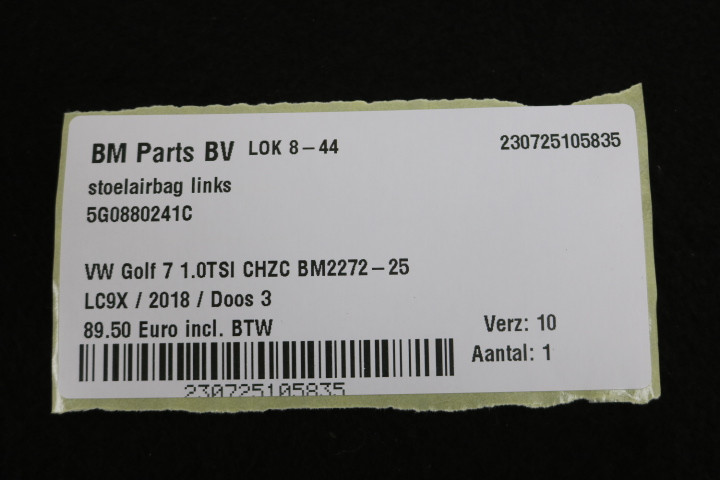 BM Parts BV LOK 8-44 230725105835
stoelairbag links
5G0880241C
VW Golf 7 1.0TSI CHZC BM2272-25
LC9X / 2018 / Doos 3
89.50 Euro incl. BTW Verz: 10
Aantal: 1
230725105835